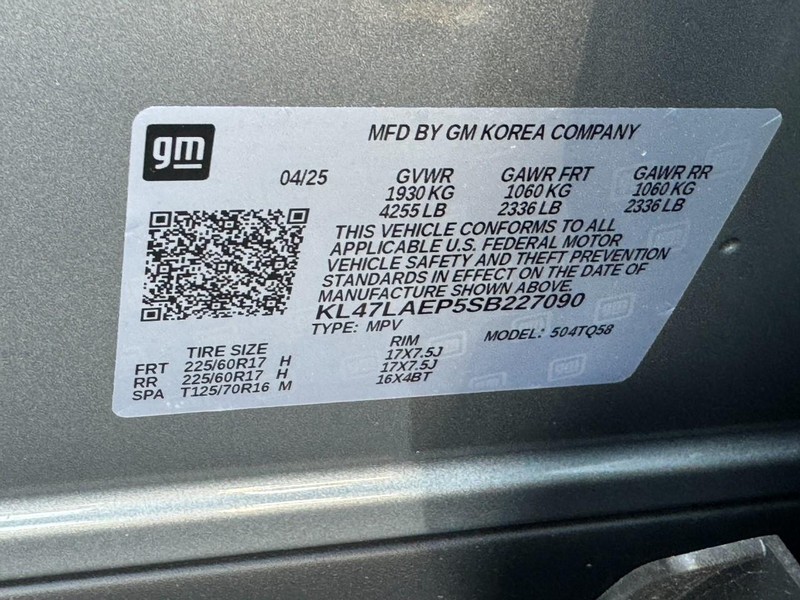 gm
MFD BY GM KOREA COMPANY
04/25 GVWR GAWR FRT GAWR RR
1930 KG 1060 KG 1060 KG
4255 LB 2336 LB 2336 LB
THIS VEHICLE CONFORMS TO ALL
APPLICABLE U.S. FEDERAL MOTOR
VEHICLE SAFETY AND THEFT PREVENTION
STANDARDS IN EFFECT ON THE DATE OF
MANUFACTURE SHOWN ABOVE.
KL47LAEP5SB227090
TYPE: MPV MODEL: 504TQ58
TIRE SIZE RIM
FRT 225/60R17 H 17X7.5J
RR 225/60R17 H 17X7.5J
SPA T125/70R16 M 16X4BT